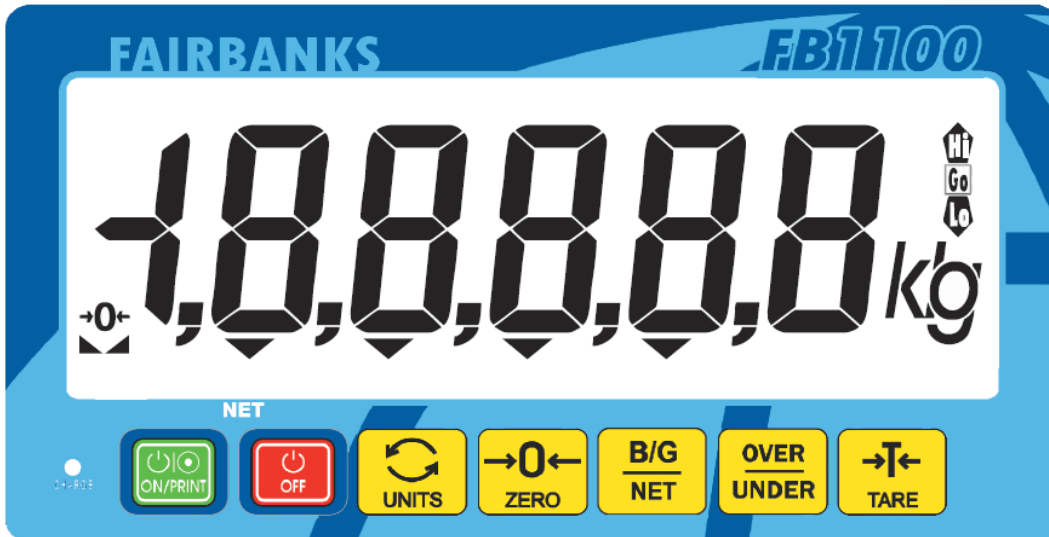 FAIRBANKS FB1100
-1,8,8,8,8,8
Hi
Go
Lo
kg
→0←
NET
ON/PRINT
OFF
UNITS
→0← ZERO
B/G NET
OVER UNDER
→T← TARE